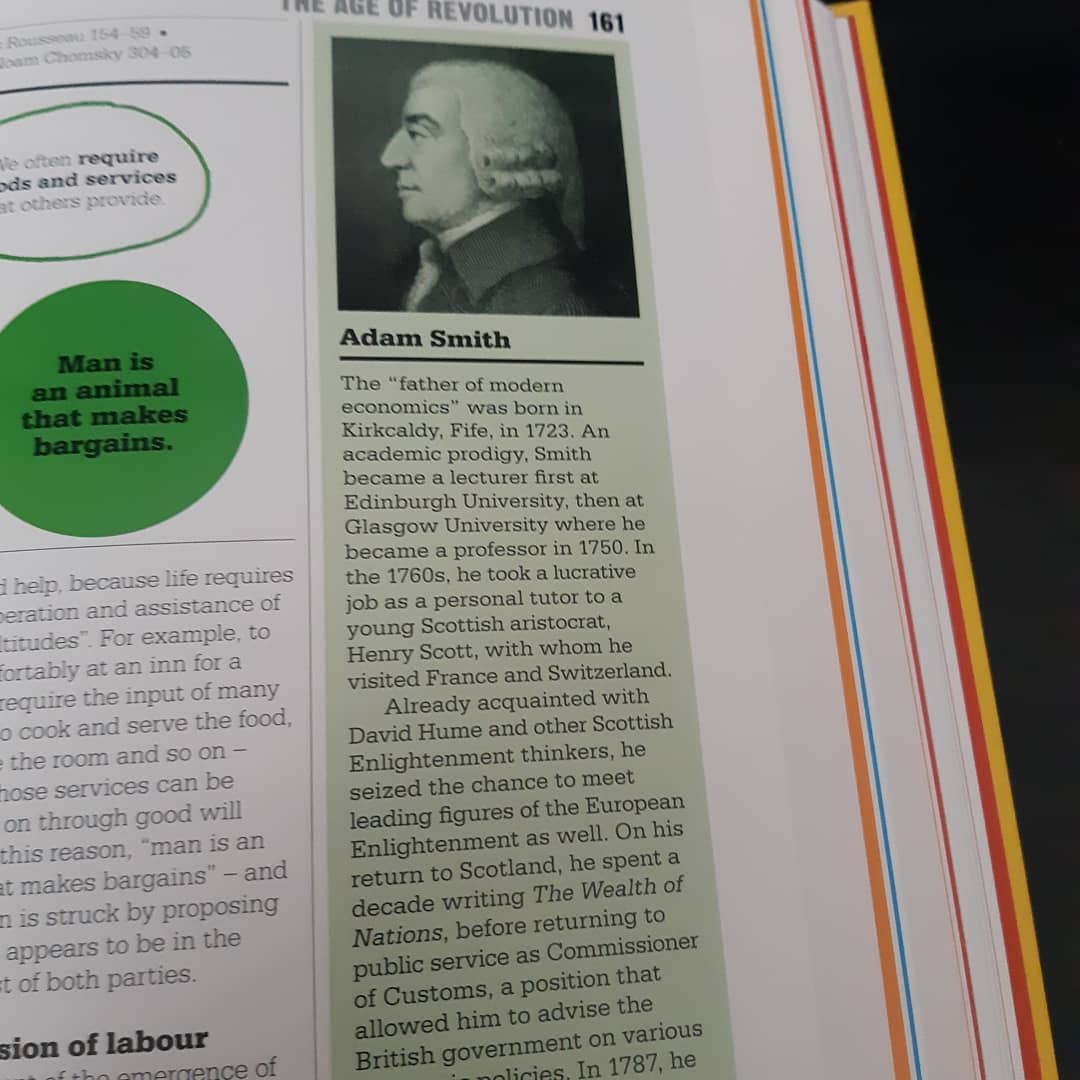 THE AGE OF REVOLUTION 161
Rousseau 154–59 •
Noam Chomsky 304–05
We often require
ods and services
at others provide.
Man is
an animal
that makes
bargains.
d help, because life requires
peration and assistance of
ltitudes”. For example, to
fortably at an inn for a
require the input of many
o cook and serve the food,
e the room and so on –
hose services can be
on through good will
this reason, “man is an
at makes bargains” – and
n is struck by proposing
appears to be in the
st of both parties.
sion of labour
of the emergence of
Adam Smith
The “father of modern
economics” was born in
Kirkcaldy, Fife, in 1723. An
academic prodigy, Smith
became a lecturer first at
Edinburgh University, then at
Glasgow University where he
became a professor in 1750. In
the 1760s, he took a lucrative
job as a personal tutor to a
young Scottish aristocrat,
Henry Scott, with whom he
visited France and Switzerland.
Already acquainted with
David Hume and other Scottish
Enlightenment thinkers, he
seized the chance to meet
leading figures of the European
Enlightenment as well. On his
return to Scotland, he spent a
decade writing The Wealth of
Nations, before returning to
public service as Commissioner
of Customs, a position that
allowed him to advise the
British government on various
policies. In 1787, he